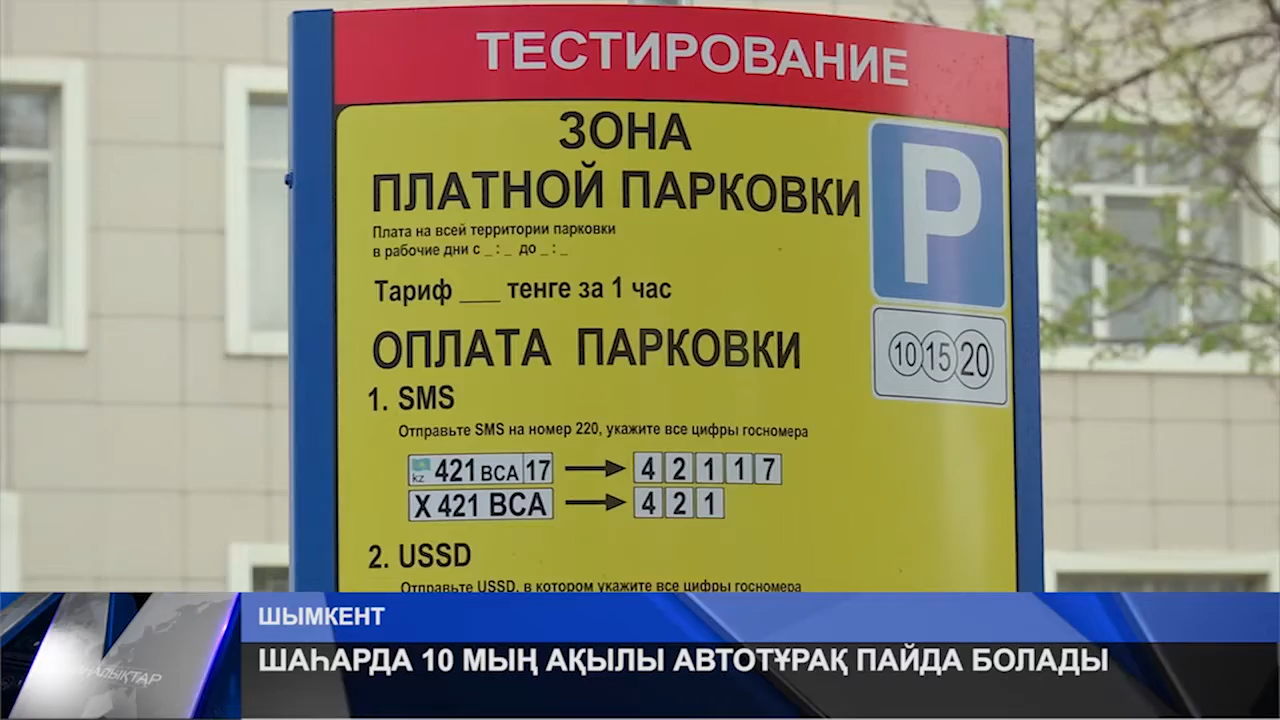 ТЕСТИРОВАНИЕ
ЗОНА
ПЛАТНОЙ ПАРКОВКИ
P
Плата на всей территории парковки
в рабочие дни с _ : _ до _ : _
Тариф ___ тенге за 1 час
10 15 20
ОПЛАТА ПАРКОВКИ
1. SMS
Отправьте SMS на номер 220, укажите все цифры госномера
KZ 421 BCA 17 → 4 2 1 1 7
X 421 BCA → 4 2 1
2. USSD
Отправьте USSD, в котором укажите все цифры госномера
ШЫМКЕНТ
ШАҺАРДА 10 МЫҢ АҚЫЛЫ АВТОТҰРАҚ ПАЙДА БОЛАДЫ